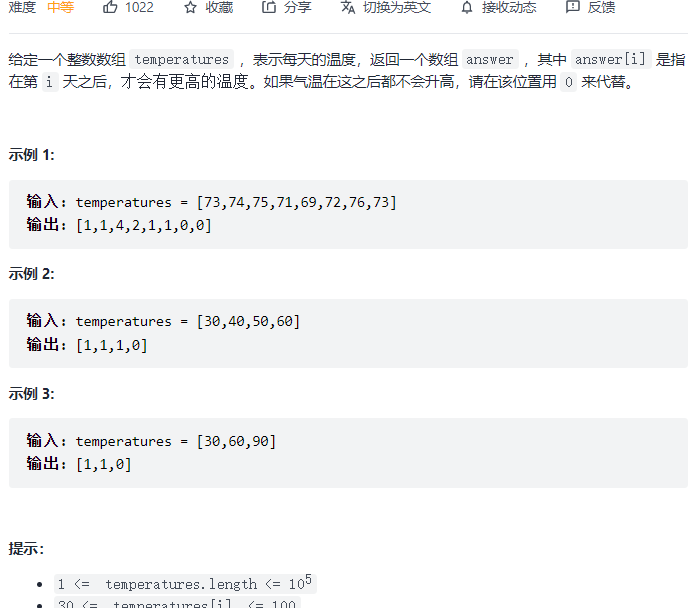 难度 中等 1022 收藏 分享 切换为英文 接收动态 反馈
给定一个整数数组 temperatures ，表示每天的温度，返回一个数组 answer ，其中 answer[i] 是指
在第 i 天之后，才会有更高的温度。如果气温在这之后都不会升高，请在该位置用 0 来代替。
示例 1:
输入: temperatures = [73,74,75,71,69,72,76,73]
输出: [1,1,4,2,1,1,0,0]
示例 2:
输入: temperatures = [30,40,50,60]
输出: [1,1,1,0]
示例 3:
输入: temperatures = [30,60,90]
输出: [1,1,0]
提示：
1 <= temperatures.length <= 10⁵
30 <= temperatures[i] <= 100